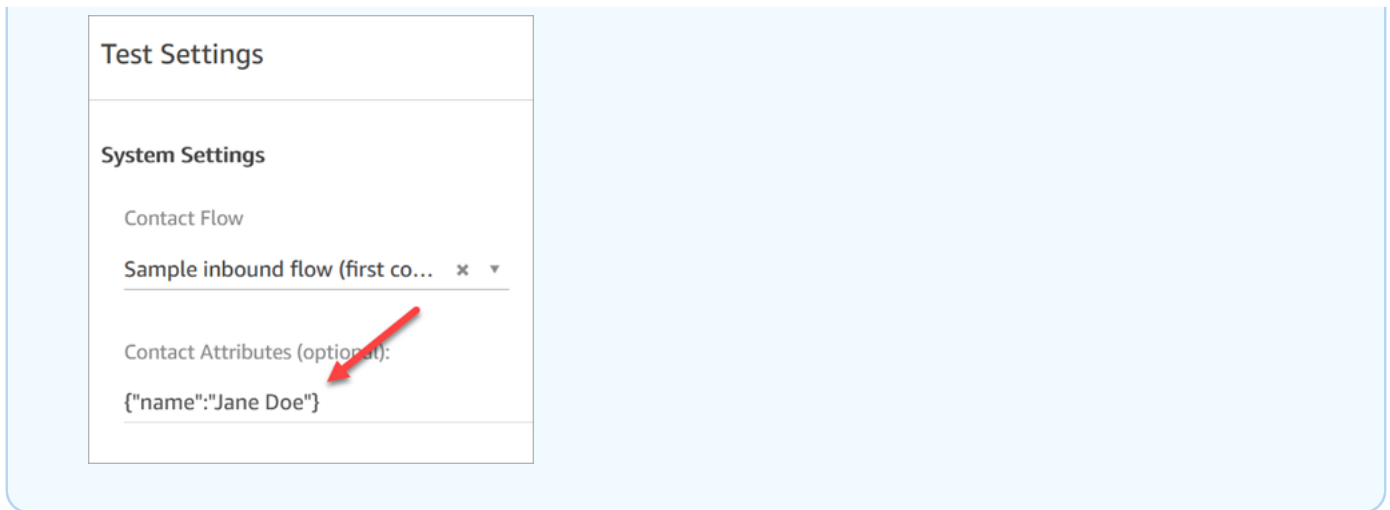 Test Settings
System Settings
Contact Flow
Sample inbound flow (first co...
Contact Attributes (optional):
{"name":"Jane Doe"}